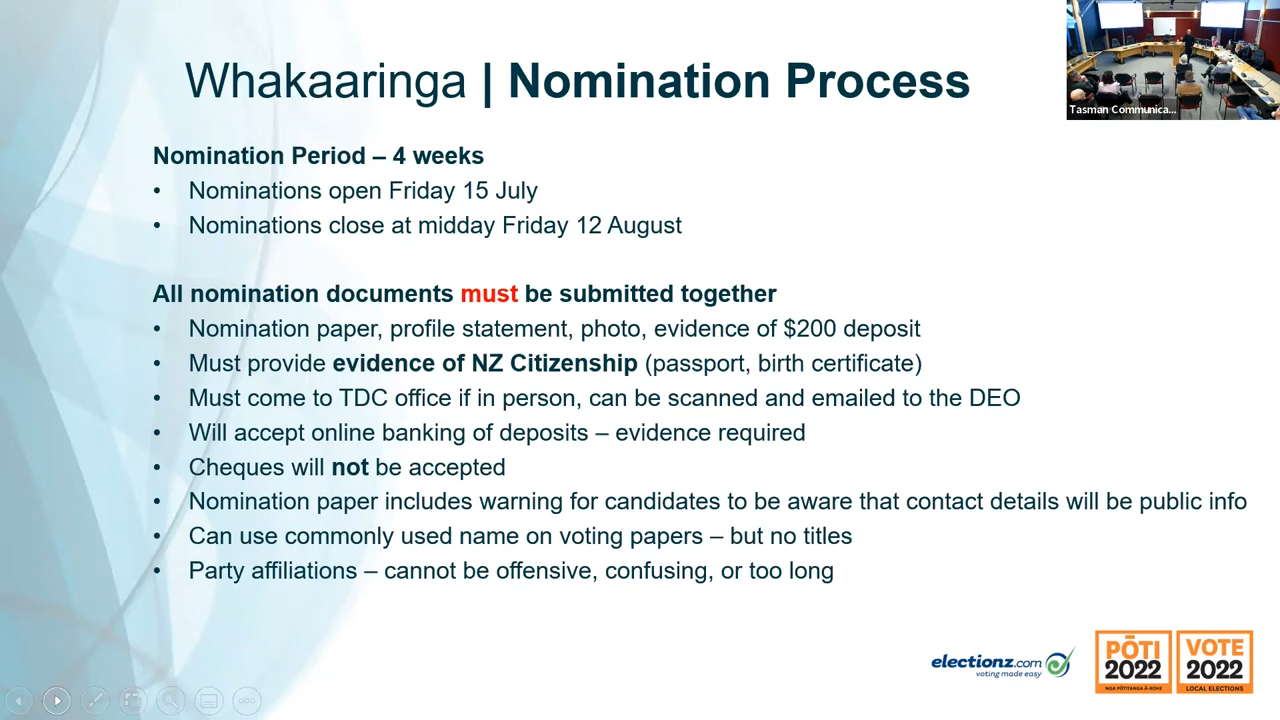 Whakaaringa | Nomination Process
Tasman Communica...
Nomination Period – 4 weeks
• Nominations open Friday 15 July
• Nominations close at midday Friday 12 August
All nomination documents must be submitted together
• Nomination paper, profile statement, photo, evidence of $200 deposit
• Must provide evidence of NZ Citizenship (passport, birth certificate)
• Must come to TDC office if in person, can be scanned and emailed to the DEO
• Will accept online banking of deposits – evidence required
• Cheques will not be accepted
• Nomination paper includes warning for candidates to be aware that contact details will be public info
• Can use commonly used name on voting papers – but no titles
• Party affiliations – cannot be offensive, confusing, or too long
electionz.com
voting made easy
PŌTI
2022
NGA PŌTITANGA Ā-ROHE
VOTE
2022
LOCAL ELECTIONS